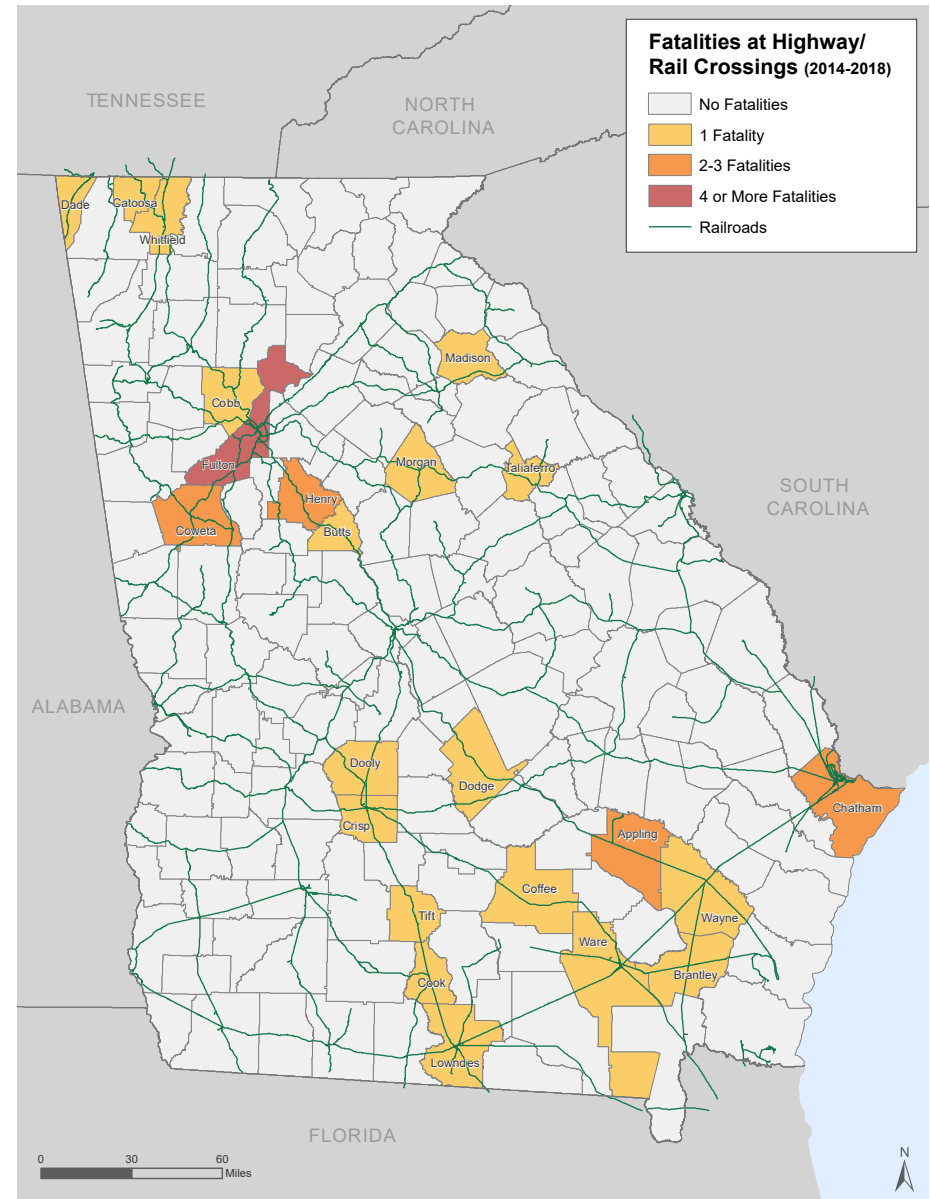 Fatalities at Highway/
Rail Crossings (2014-2018)
No Fatalities
1 Fatality
2-3 Fatalities
4 or More Fatalities
Railroads
TENNESSEE
NORTH
CAROLINA
Dade
Catoosa
Whitfield
Madison
Cobb
Fulton
Morgan
Taliaferro
SOUTH
CAROLINA
Henry
Coweta
Butts
ALABAMA
Dooly
Dodge
Crisp
Chatham
Appling
Coffee
Tift
Wayne
Ware
Cook
Brantley
Lowndes
FLORIDA
0 30 60
Miles
N